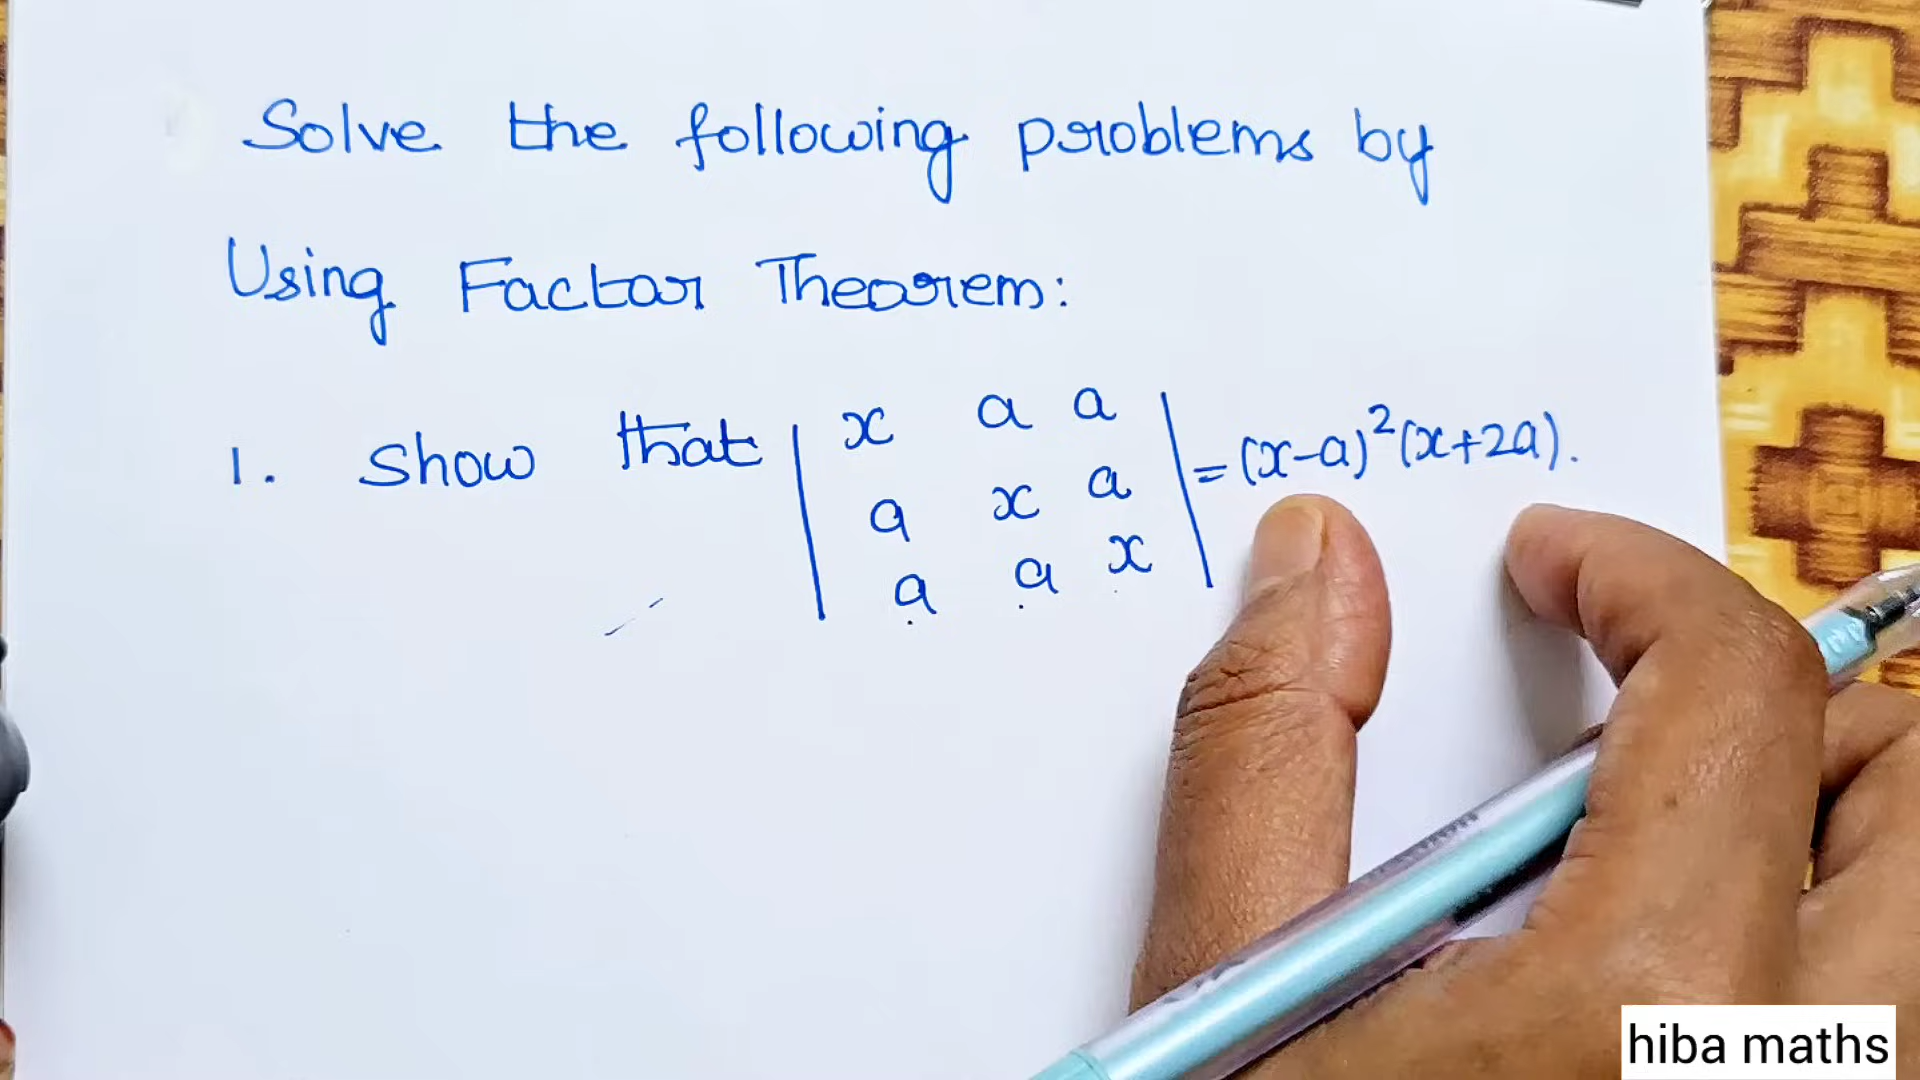 Solve the following problems by
Using Factor Theorem:
1. Show that | x a a | = (x-a)²(x+2a).
| a x a |
| a a x |
hiba maths